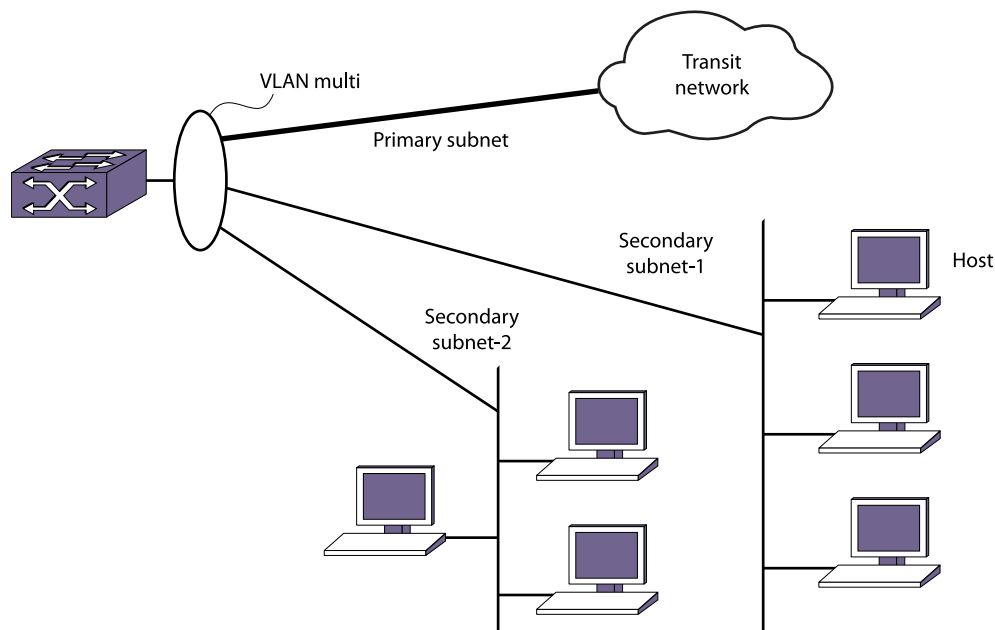 Transit
network
VLAN multi
Primary subnet
Secondary
subnet-1
Host
Secondary
subnet-2